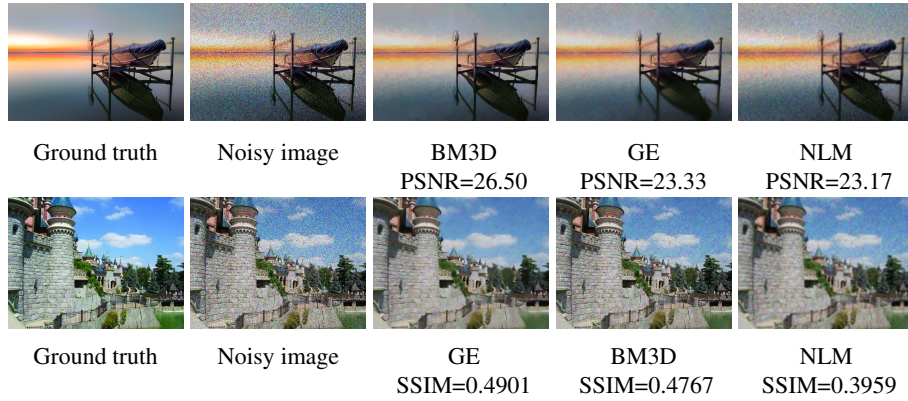 Ground truth
Noisy image
BM3D
PSNR=26.50
GE
PSNR=23.33
NLM
PSNR=23.17
Ground truth
Noisy image
GE
SSIM=0.4901
BM3D
SSIM=0.4767
NLM
SSIM=0.3959